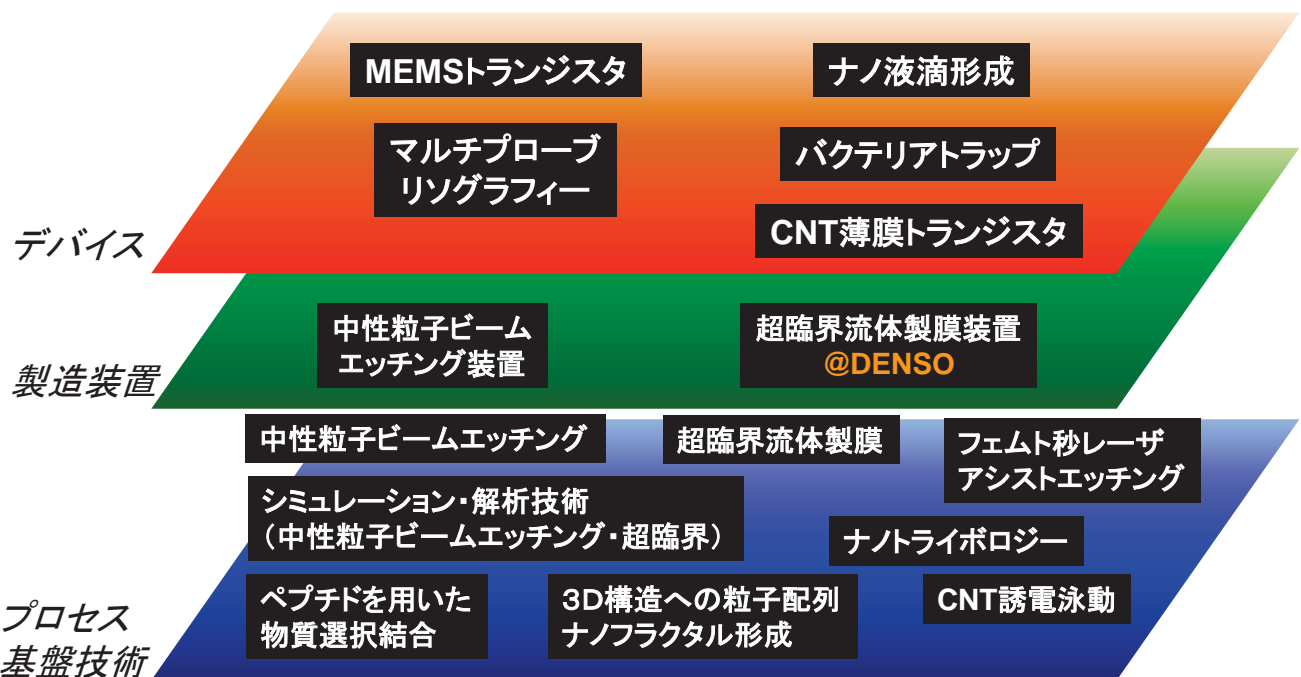 MEMSトランジスタ
ナノ液滴形成
マルチプローブ
リソグラフィー
バクテリアトラップ
CNT薄膜トランジスタ
デバイス
中性粒子ビーム
エッチング装置
超臨界流体製膜装置
@DENSO
製造装置
中性粒子ビームエッチング
超臨界流体製膜
フェムト秒レーザ
アシストエッチング
シミュレーション・解析技術
（中性粒子ビームエッチング・超臨界）
ナノトライボロジー
ペプチドを用いた
物質選択結合
３D構造への粒子配列
ナノフラクタル形成
CNT誘電泳動
プロセス
基盤技術